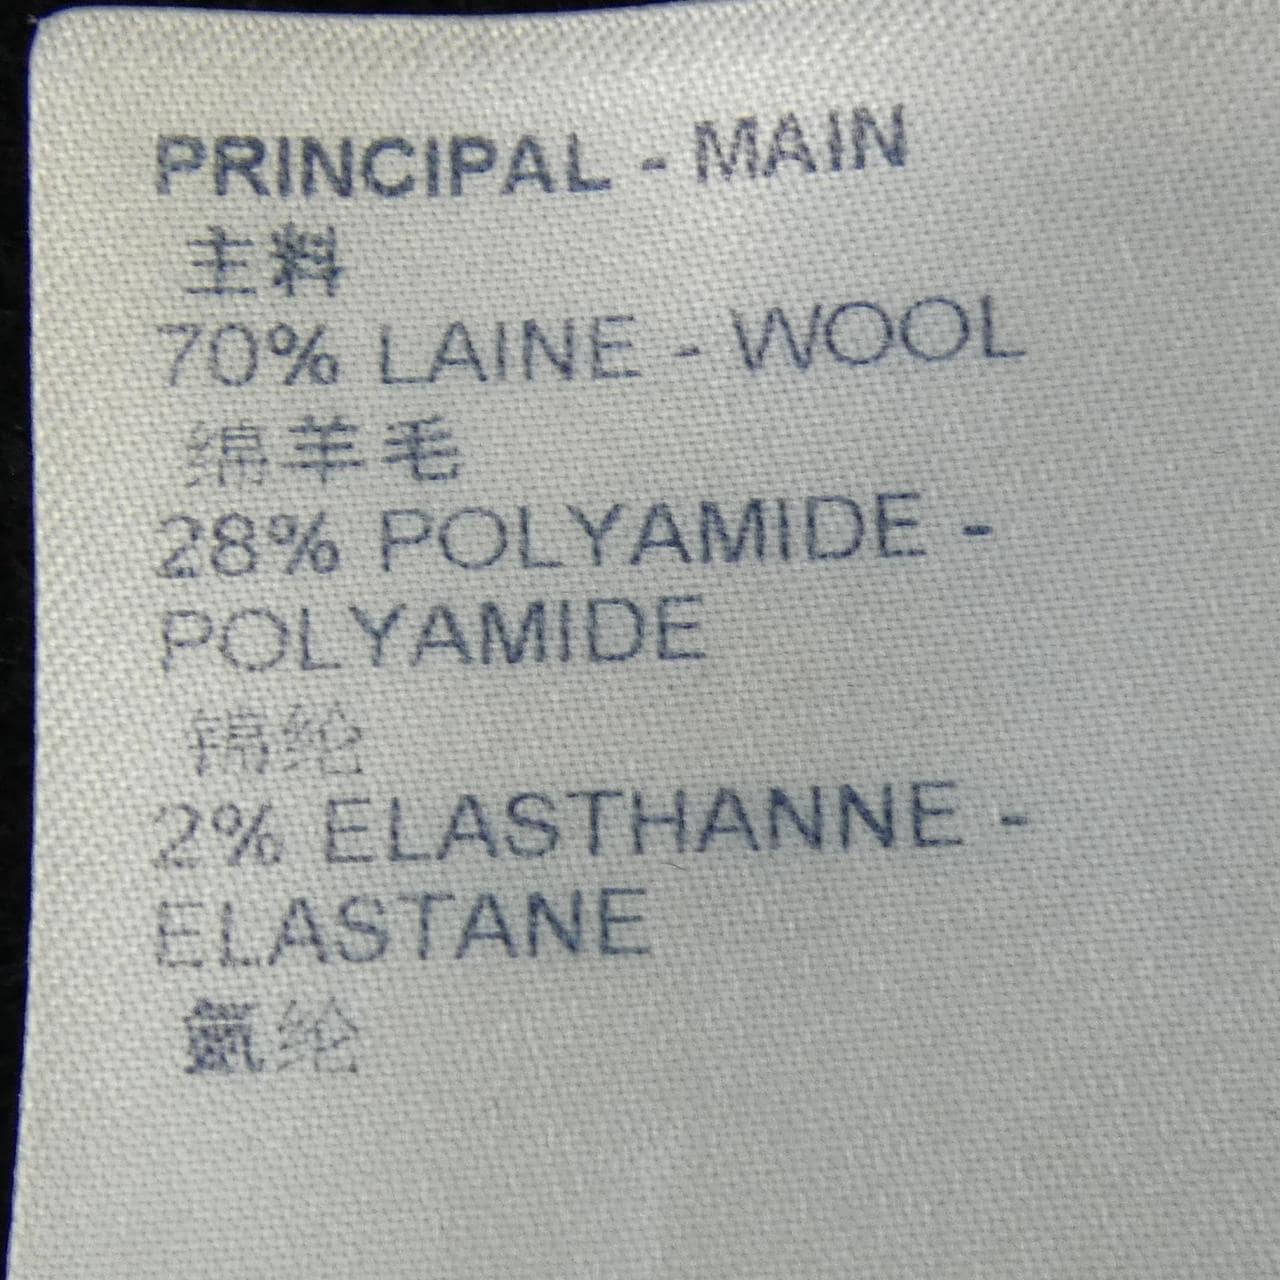 PRINCIPAL - MAIN
主料
70% LAINE - WOOL
绵羊毛
28% POLYAMIDE -
POLYAMIDE
锦纶
2% ELASTHANNE -
ELASTANE
氨纶